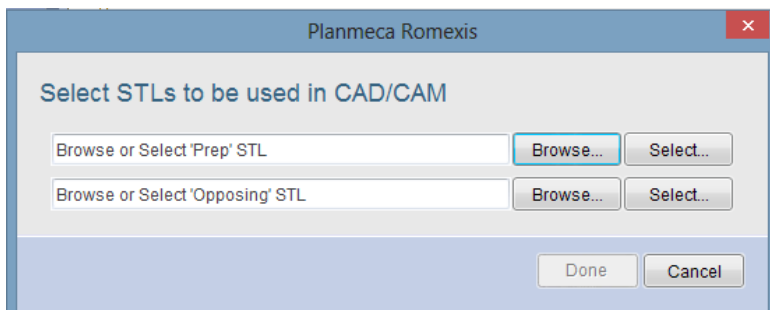 Planmeca Romexis
Select STLs to be used in CAD/CAM
Browse or Select 'Prep' STL Browse... Select...
Browse or Select 'Opposing' STL Browse... Select...
Done Cancel